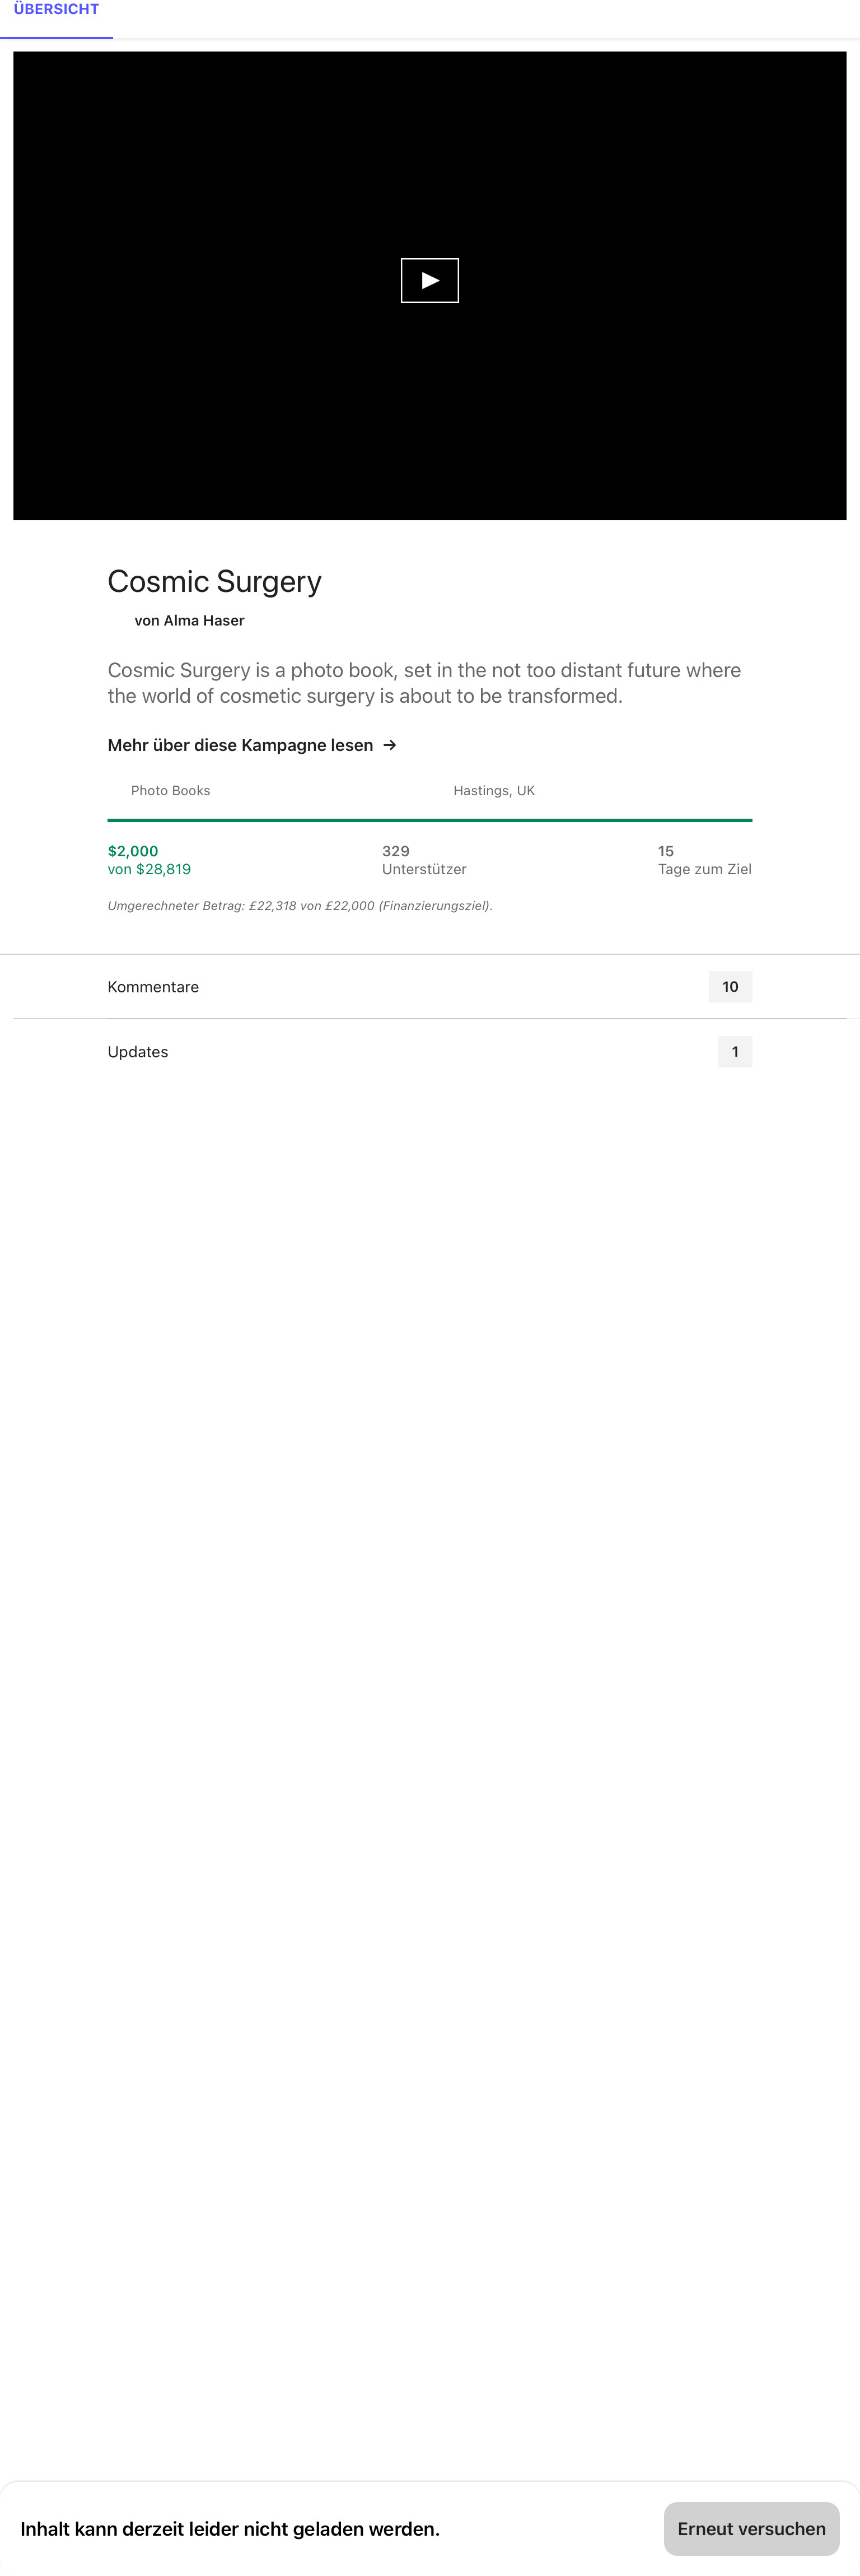 ÜBERSICHT
Cosmic Surgery
von Alma Haser
Cosmic Surgery is a photo book, set in the not too distant future where
the world of cosmetic surgery is about to be transformed.
Mehr über diese Kampagne lesen →
Photo Books
Hastings, UK
$2,000
von $28,819
329
Unterstützer
15
Tage zum Ziel
Umgerechneter Betrag: £22,318 von £22,000 (Finanzierungsziel).
Kommentare
10
Updates
1
Inhalt kann derzeit leider nicht geladen werden.
Erneut versuchen